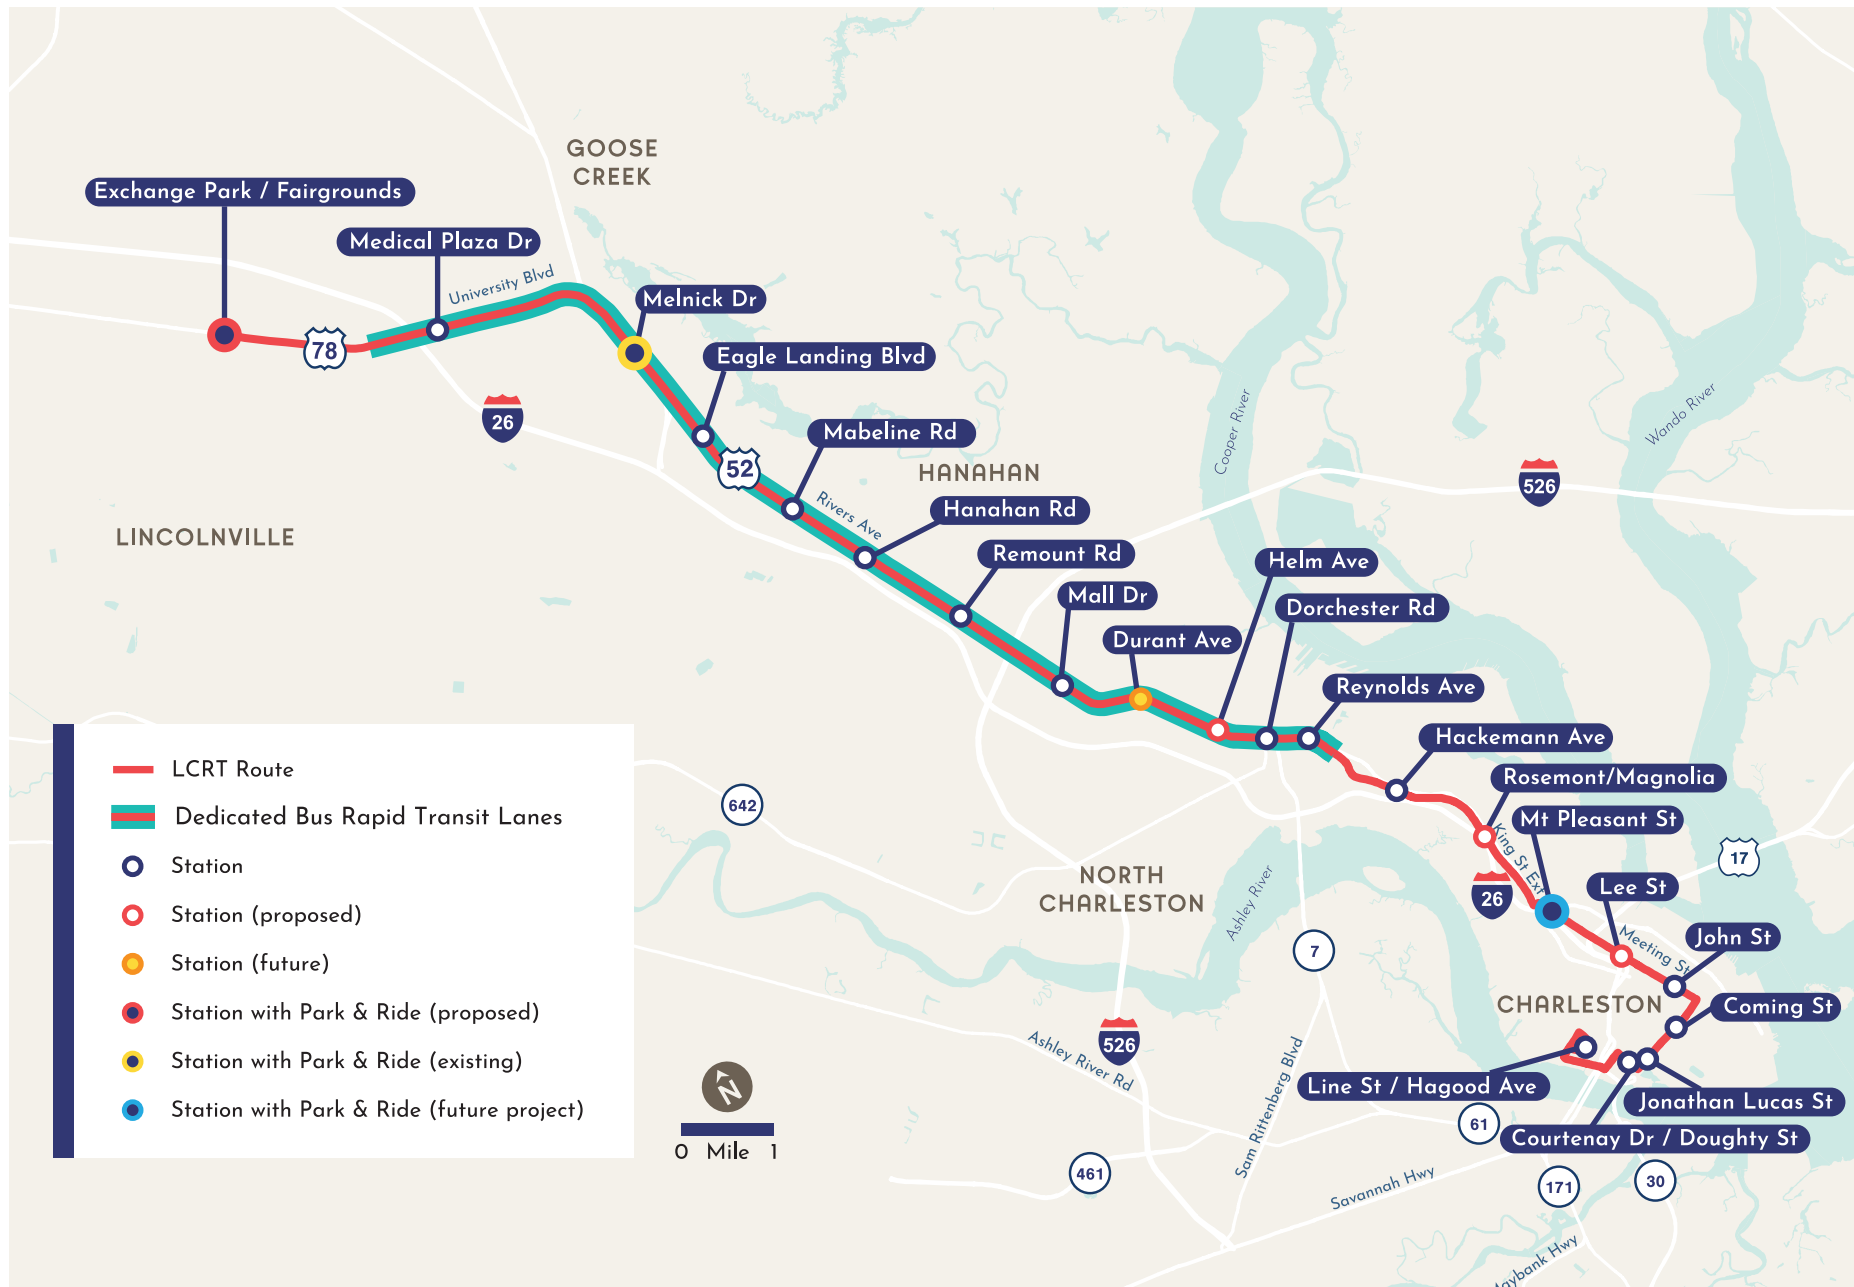 GOOSE
CREEK
Exchange Park / Fairgrounds
Medical Plaza Dr
University Blvd
Melnick Dr
78
Eagle Landing Blvd
26
Mabeline Rd
52
HANAHAN
Cooper River
Wando River
526
Rivers Ave
Hanahan Rd
LINCOLNVILLE
Remount Rd
Helm Ave
Mall Dr
Dorchester Rd
Durant Ave
Reynolds Ave
Hackemann Ave
Rosemont/Magnolia
Mt Pleasant St
King St Ext
17
642
NORTH
CHARLESTON
Ashley River
26
Lee St
7
Meeting St
John St
CHARLESTON
Coming St
526
Ashley River Rd
Sam Rittenberg Blvd
Line St / Hagood Ave
Jonathan Lucas St
61
Courtenay Dr / Doughty St
461
Savannah Hwy
171
30
Maybank Hwy
LCRT Route
Dedicated Bus Rapid Transit Lanes
Station
Station (proposed)
Station (future)
Station with Park & Ride (proposed)
Station with Park & Ride (existing)
Station with Park & Ride (future project)
N
0 Mile 1